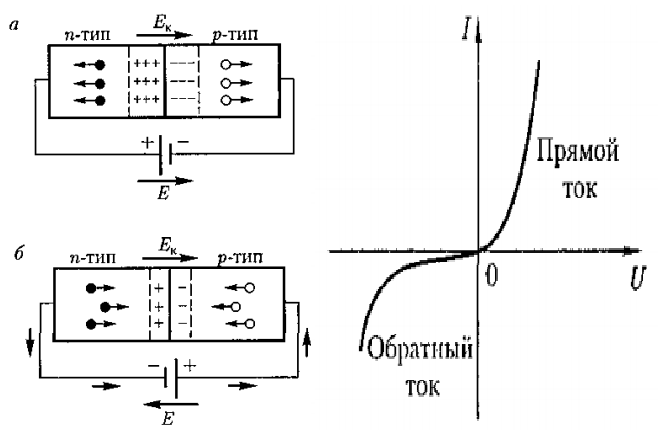 а
n-тип
Eк
p-тип
+++
+++
+++
+ −
E
б
n-тип
Eк
p-тип
+ −
+ −
+ −
− +
E
I
Прямой
ток
0
U
Обратный
ток